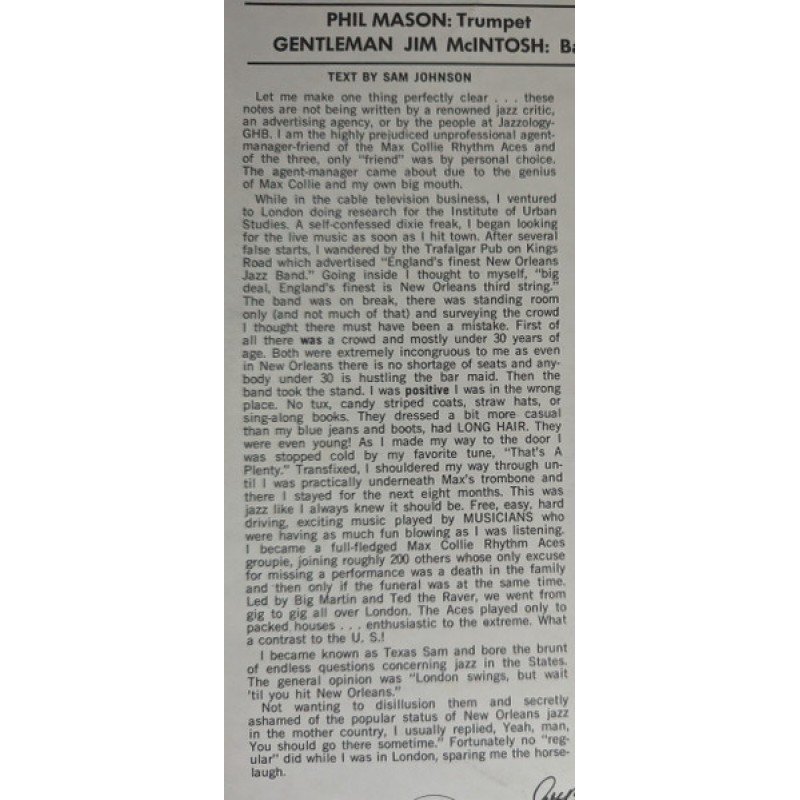 PHIL MASON: Trumpet
GENTLEMAN JIM McINTOSH: Ba
TEXT BY SAM JOHNSON
Let me make one thing perfectly clear . . . these
notes are not being written by a renowned jazz critic,
an advertising agency, or by the people at Jazzology-
GHB. I am the highly prejudiced unprofessional agent-
manager-friend of the Max Collie Rhythm Aces and
of the three, only "friend" was by personal choice.
The agent-manager came about due to the genius
of Max Collie and my own big mouth.
While in the cable television business, I ventured
to London doing research for the Institute of Urban
Studies. A self-confessed dixie freak, I began looking
for the live music as soon as I hit town. After several
false starts, I wandered by the Trafalgar Pub on Kings
Road which advertised "England's finest New Orleans
Jazz Band." Going inside I thought to myself, "big
deal, England's finest is New Orleans third string."
The band was on break, there was standing room
only (and not much of that) and surveying the crowd
I thought there must have been a mistake. First of
all there was a crowd and mostly under 30 years of
age. Both were extremely incongruous to me as even
in New Orleans there is no shortage of seats and any-
body under 30 is hustling the bar maid. Then the
band took the stand. I was positive I was in the wrong
place. No tux, candy striped coats, straw hats, or
sing-along books. They dressed a bit more casual
than my blue jeans and boots, had LONG HAIR. They
were even young! As I made my way to the door I
was stopped cold by my favorite tune, "That's A
Plenty." Transfixed, I shouldered my way through un-
til I was practically underneath Max's trombone and
there I stayed for the next eight months. This was
jazz like I always knew it should be. Free, easy, hard
driving, exciting music played by MUSICIANS who
were having as much fun blowing as I was listening.
I became a full-fledged Max Collie Rhythm Aces
groupie, joining roughly 200 others whose only excuse
for missing a performance was a death in the family
and then only if the funeral was at the same time.
Led by Big Martin and Ted the Raver, we went from
gig to gig all over London. The Aces played only to
packed houses . . . enthusiastic to the extreme. What
a contrast to the U. S.!
I became known as Texas Sam and bore the brunt
of endless questions concerning jazz in the States.
The general opinion was "London swings, but wait
'til you hit New Orleans."
Not wanting to disillusion them and secretly
ashamed of the popular status of New Orleans jazz
in the mother country, I usually replied, Yeah, man,
You should go there sometime." Fortunately no "reg-
ular" did while I was in London, sparing me the horse-
laugh.